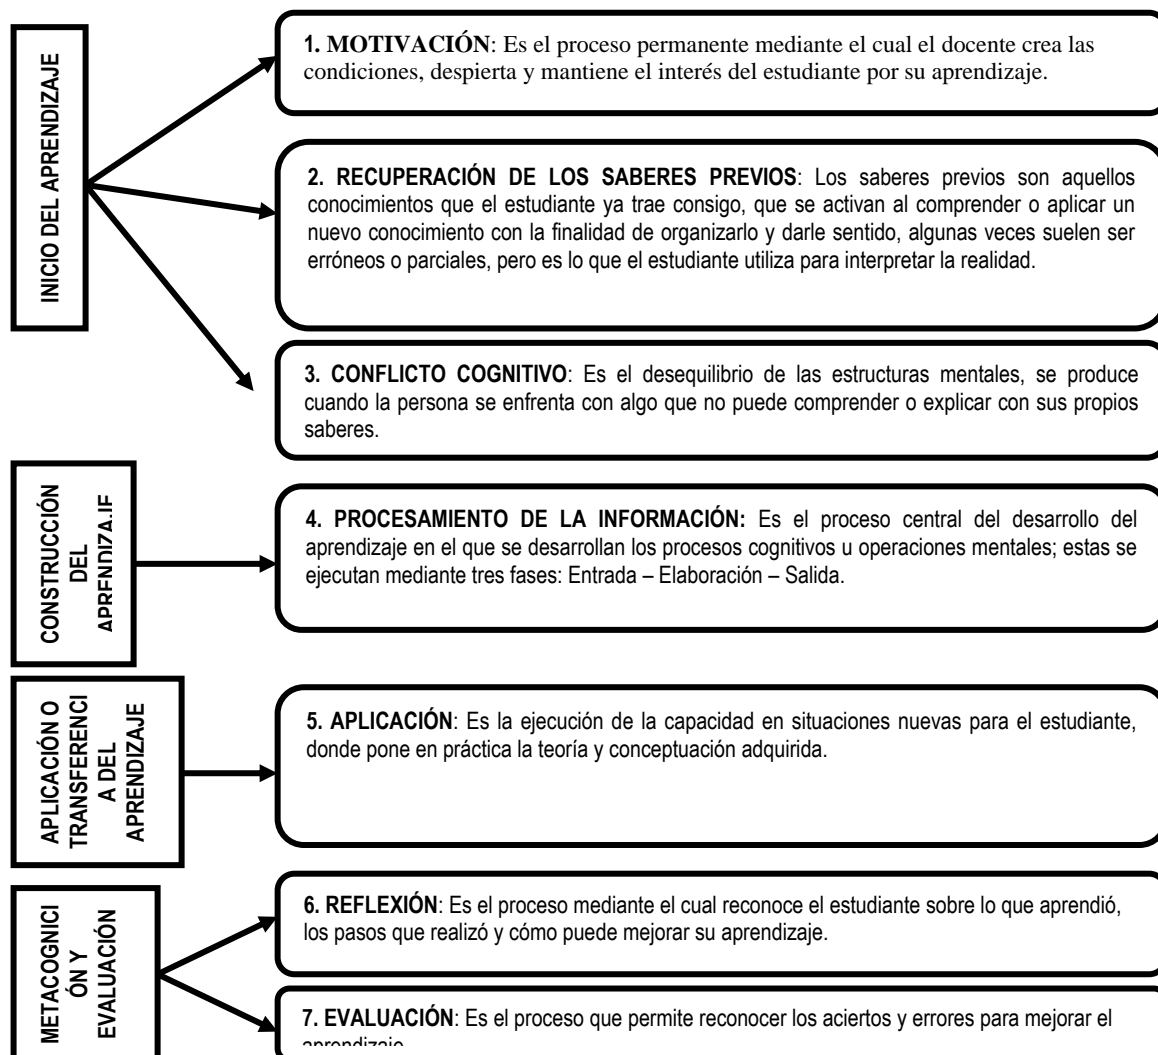 INICIO DEL APRENDIZAJE
1. MOTIVACIÓN: Es el proceso permanente mediante el cual el docente crea las
condiciones, despierta y mantiene el interés del estudiante por su aprendizaje.
2. RECUPERACIÓN DE LOS SABERES PREVIOS: Los saberes previos son aquellos
conocimientos que el estudiante ya trae consigo, que se activan al comprender o aplicar un
nuevo conocimiento con la finalidad de organizarlo y darle sentido, algunas veces suelen ser
erróneos o parciales, pero es lo que el estudiante utiliza para interpretar la realidad.
3. CONFLICTO COGNITIVO: Es el desequilibrio de las estructuras mentales, se produce
cuando la persona se enfrenta con algo que no puede comprender o explicar con sus propios
saberes.
CONSTRUCCIÓN
DEL
APRENDIZAJE
4. PROCESAMIENTO DE LA INFORMACIÓN: Es el proceso central del desarrollo del
aprendizaje en el que se desarrollan los procesos cognitivos u operaciones mentales; estas se
ejecutan mediante tres fases: Entrada – Elaboración – Salida.
APLICACIÓN O
TRANSFERENCI
A DEL
APRENDIZAJE
5. APLICACIÓN: Es la ejecución de la capacidad en situaciones nuevas para el estudiante,
donde pone en práctica la teoría y conceptuación adquirida.
METACOGNICI
ÓN Y
EVALUACIÓN
6. REFLEXIÓN: Es el proceso mediante el cual reconoce el estudiante sobre lo que aprendió,
los pasos que realizó y cómo puede mejorar su aprendizaje.
7. EVALUACIÓN: Es el proceso que permite reconocer los aciertos y errores para mejorar el
aprendizaje